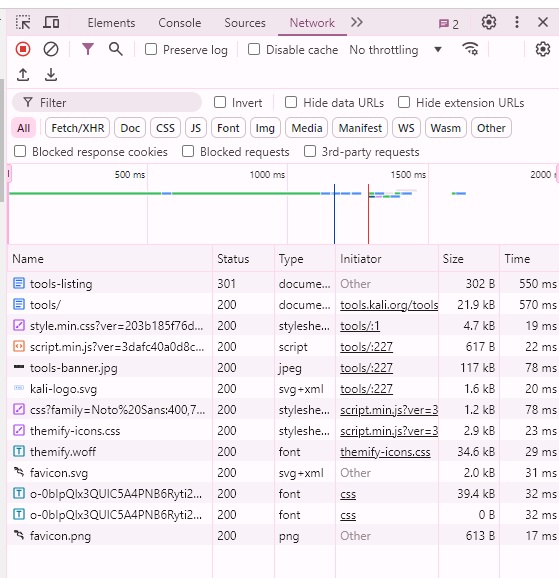 Elements Console Sources Network 2
Preserve log Disable cache No throttling
Filter Invert Hide data URLs Hide extension URLs
All Fetch/XHR Doc CSS JS Font Img Media Manifest WS Wasm Other
Blocked response cookies Blocked requests 3rd-party requests
500 ms 1000 ms 1500 ms 2000 m
Name Status Type Initiator Size Time
tools-listing 301 docume... Other 302 B 550 ms
tools/ 200 docume... tools.kali.org/tools 21.9 kB 570 ms
style.min.css?ver=203b185f76d... 200 styleshe... tools/:1 4.7 kB 19 ms
script.min.js?ver=3dafc40a0d8c... 200 script tools/:227 617 B 22 ms
tools-banner.jpg 200 jpeg tools/:227 117 kB 78 ms
kali-logo.svg 200 svg+xml tools/:227 1.6 kB 20 ms
css?family=Noto%20Sans:400,7... 200 styleshe... script.min.js?ver=3 1.2 kB 78 ms
themify-icons.css 200 styleshe... script.min.js?ver=3 2.9 kB 23 ms
themify.woff 200 font themify-icons.css 34.6 kB 29 ms
favicon.svg 200 svg+xml Other 2.0 kB 31 ms
o-0bIpQlx3QUIC5A4PNB6Ryti2... 200 font css 39.4 kB 32 ms
o-0bIpQlx3QUIC5A4PNB6Ryti2... 200 font css 0 B 32 ms
favicon.png 200 png Other 613 B 17 ms